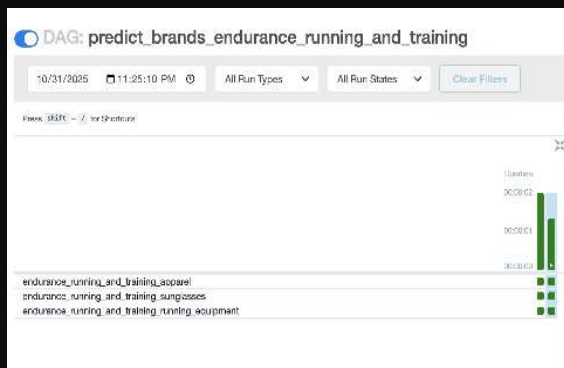 DAG: predict_brands_endurance_running_and_training
10/31/2025 11:25:10 PM All Run Types All Run States Clear Filters
Press shift + / for Shortcuts
Duration
00:00:02
00:00:01
00:00:00
endurance_running_and_training_apparel
endurance_running_and_training_sunglasses
endurance_running_and_training_running_equipment